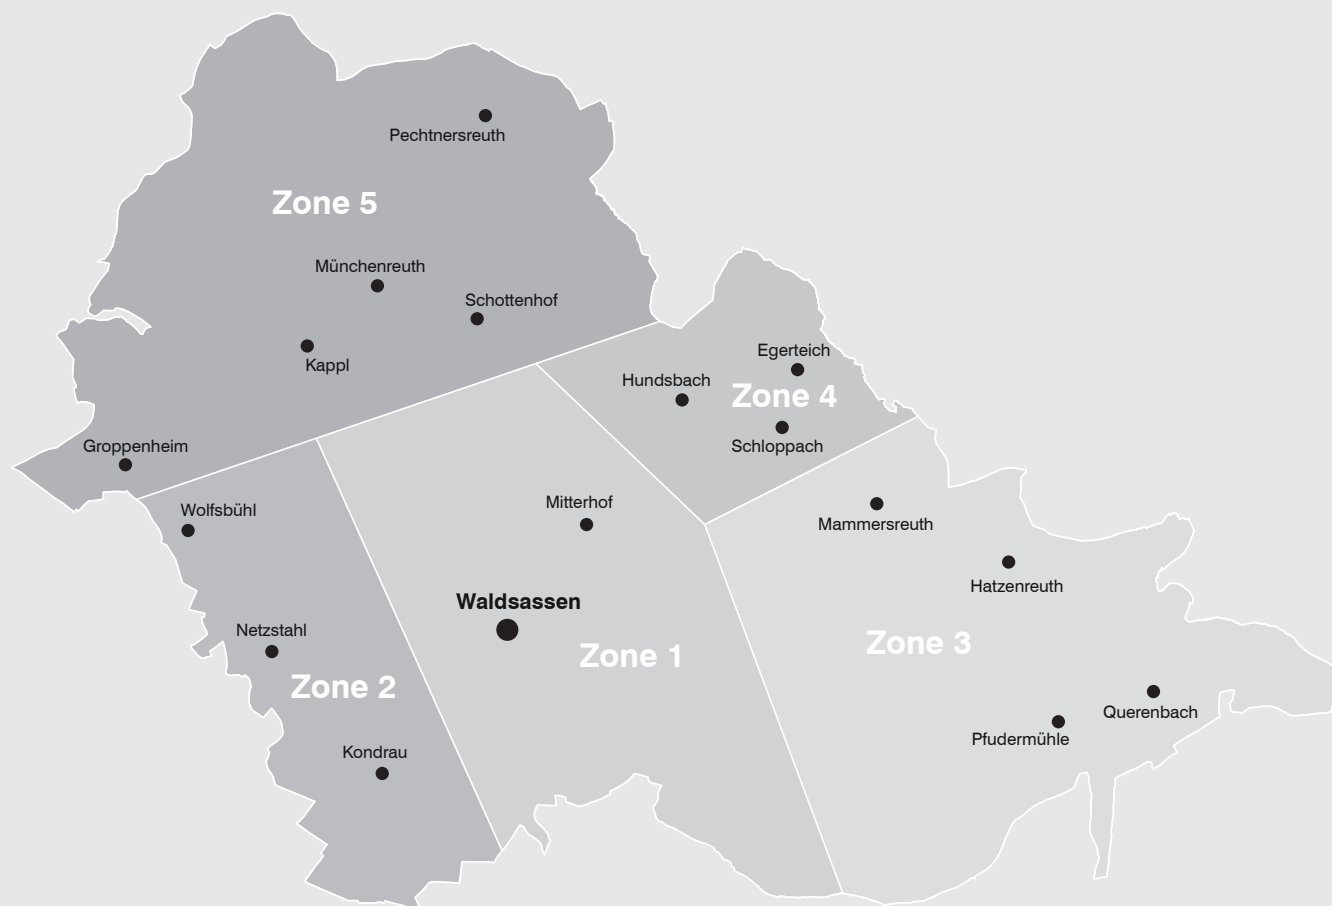 Pechtnersreuth
Zone 5
Münchenreuth
Schottenhof
Kappl
Egerteich
Hundsbach
Zone 4
Schloppach
Groppenheim
Wolfsbühl
Mitterhof
Mammersreuth
Hatzenreuth
Waldsassen
Netzstahl
Zone 3
Zone 1
Zone 2
Querenbach
Pfudermühle
Kondrau